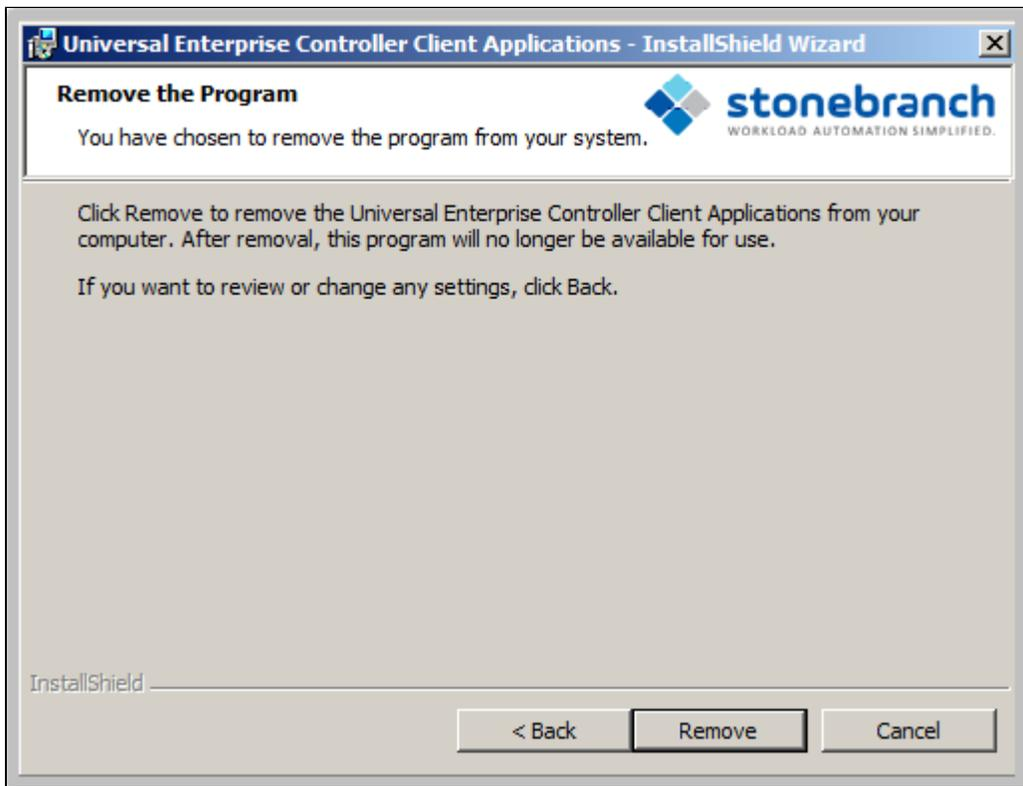 Universal Enterprise Controller Client Applications - InstallShield Wizard
Remove the Program
You have chosen to remove the program from your system.
stonebranch
WORKLOAD AUTOMATION SIMPLIFIED.
Click Remove to remove the Universal Enterprise Controller Client Applications from your
computer. After removal, this program will no longer be available for use.
If you want to review or change any settings, click Back.
InstallShield
< Back
Remove
Cancel